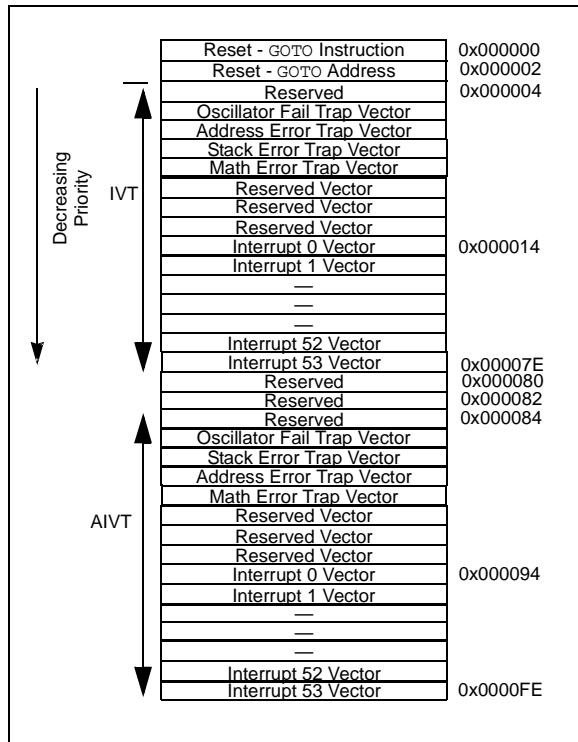 Reset - GOTO Instruction 0x000000
Reset - GOTO Address 0x000002
Reserved 0x000004
Oscillator Fail Trap Vector
Address Error Trap Vector
Stack Error Trap Vector
Math Error Trap Vector
Reserved Vector
Reserved Vector
Reserved Vector
Interrupt 0 Vector 0x000014
Interrupt 1 Vector
—
—
—
Interrupt 52 Vector
Interrupt 53 Vector 0x00007E
Reserved 0x000080
Reserved 0x000082
Reserved 0x000084
Oscillator Fail Trap Vector
Stack Error Trap Vector
Address Error Trap Vector
Math Error Trap Vector
Reserved Vector
Reserved Vector
Reserved Vector
Interrupt 0 Vector 0x000094
Interrupt 1 Vector
—
—
—
Interrupt 52 Vector
Interrupt 53 Vector 0x0000FE
Decreasing
Priority
IVT
AIVT